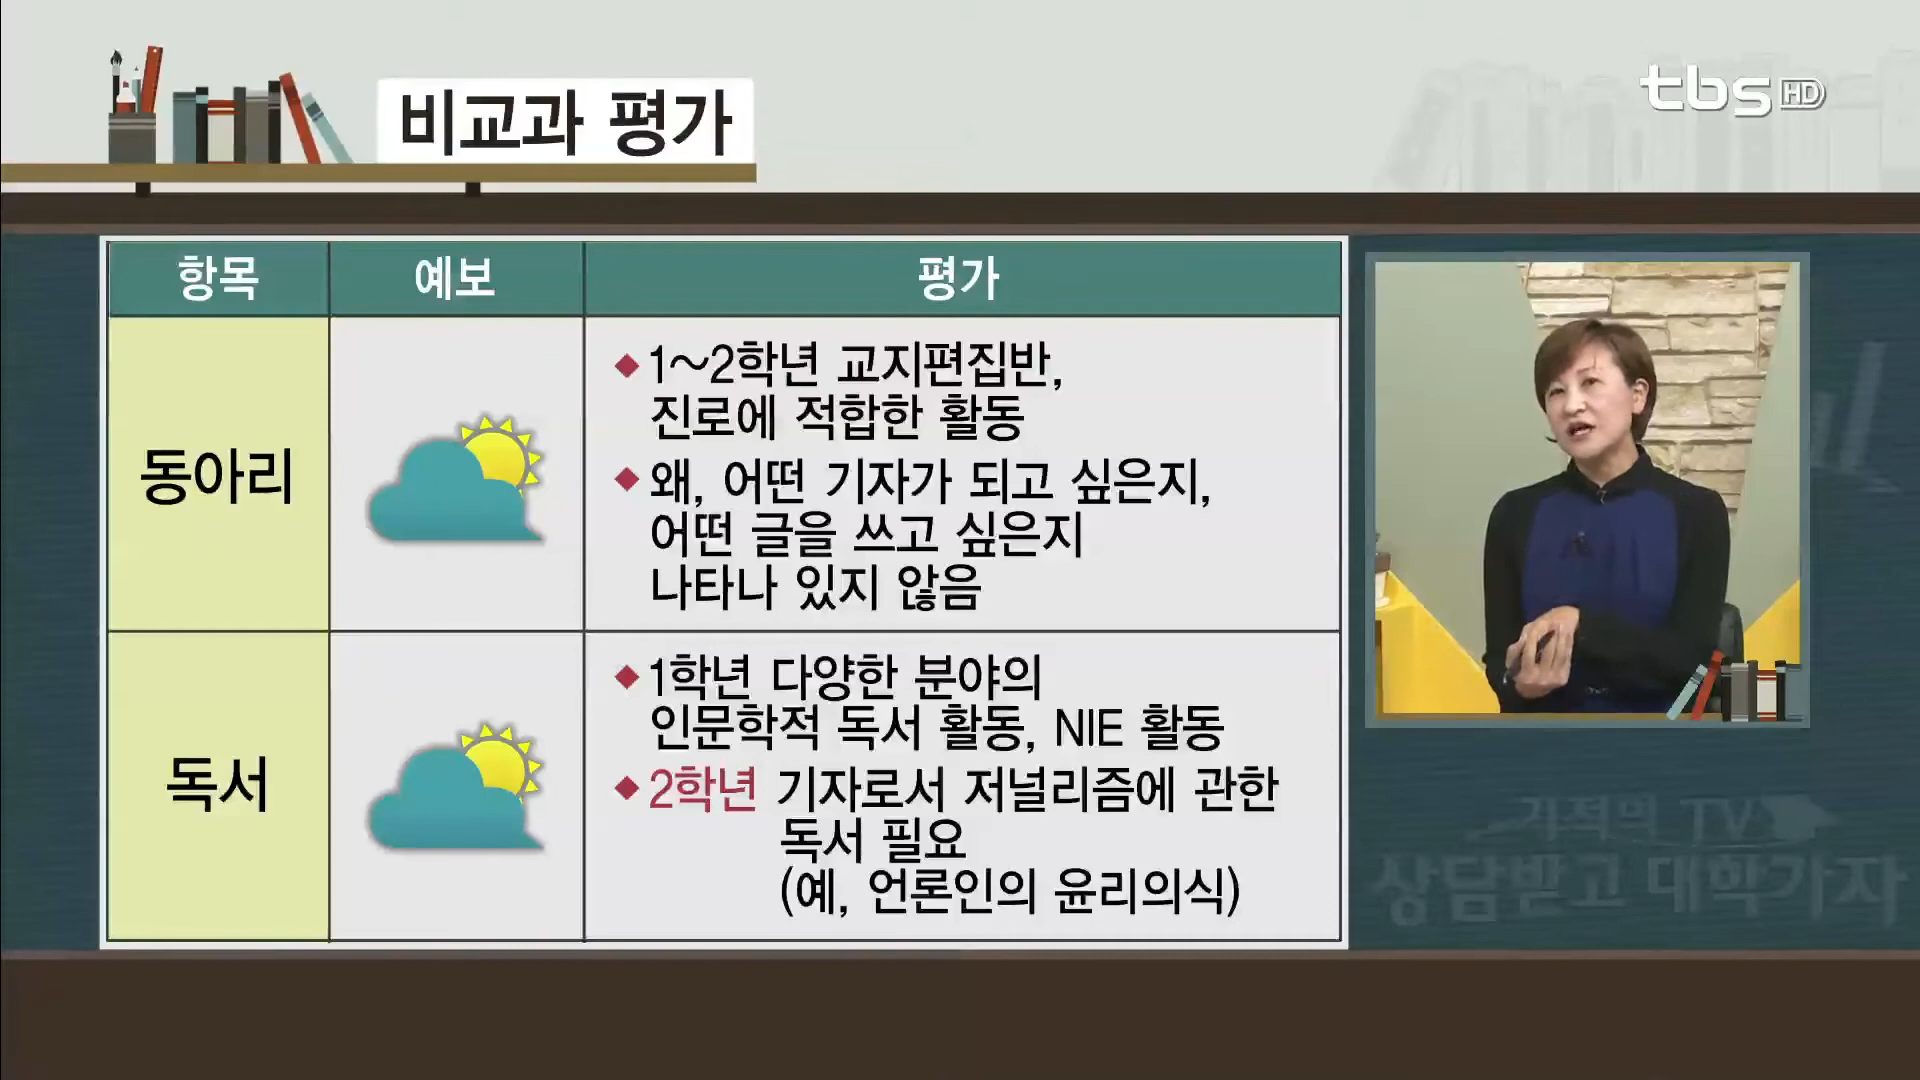 비교과 평가
tbs HD
항목 예보 평가
동아리
◆ 1~2학년 교지편집반,
진로에 적합한 활동
◆ 왜, 어떤 기자가 되고 싶은지,
어떤 글을 쓰고 싶은지
나타나 있지 않음
독서
◆ 1학년 다양한 분야의
인문학적 독서 활동, NIE 활동
◆ 2학년 기자로서 저널리즘에 관한
독서 필요
(예, 언론인의 윤리의식)
기적의 TV
상담받고 대학가자